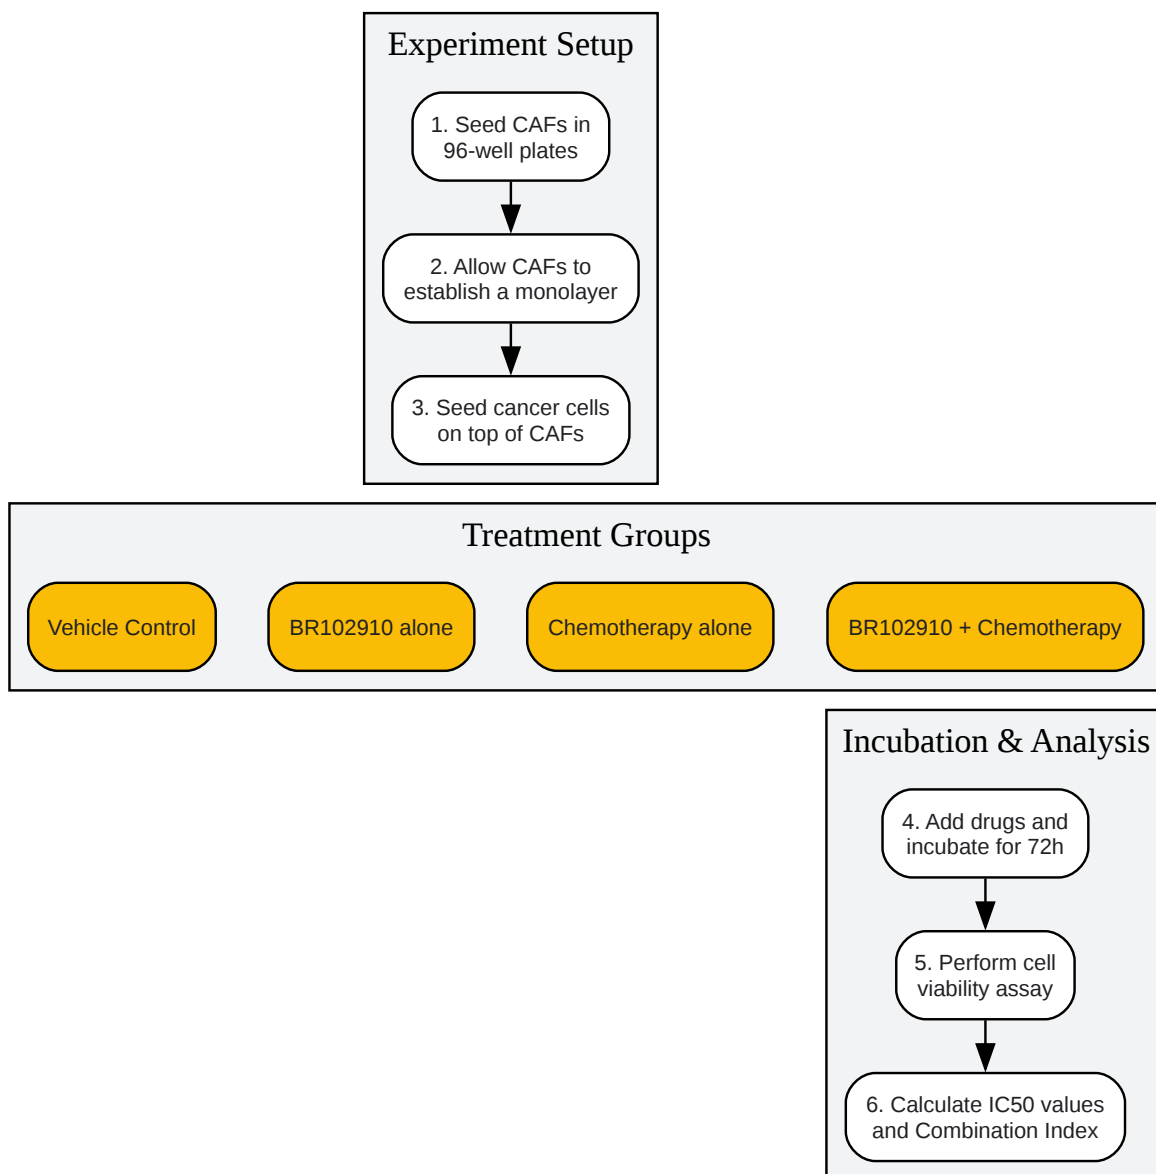 Experiment Setup
1. Seed CAFs in
96-well plates
2. Allow CAFs to
establish a monolayer
3. Seed cancer cells
on top of CAFs
Treatment Groups
Vehicle Control
BR102910 alone
Chemotherapy alone
BR102910 + Chemotherapy
Incubation & Analysis
4. Add drugs and
incubate for 72h
5. Perform cell
viability assay
6. Calculate IC50 values
and Combination Index